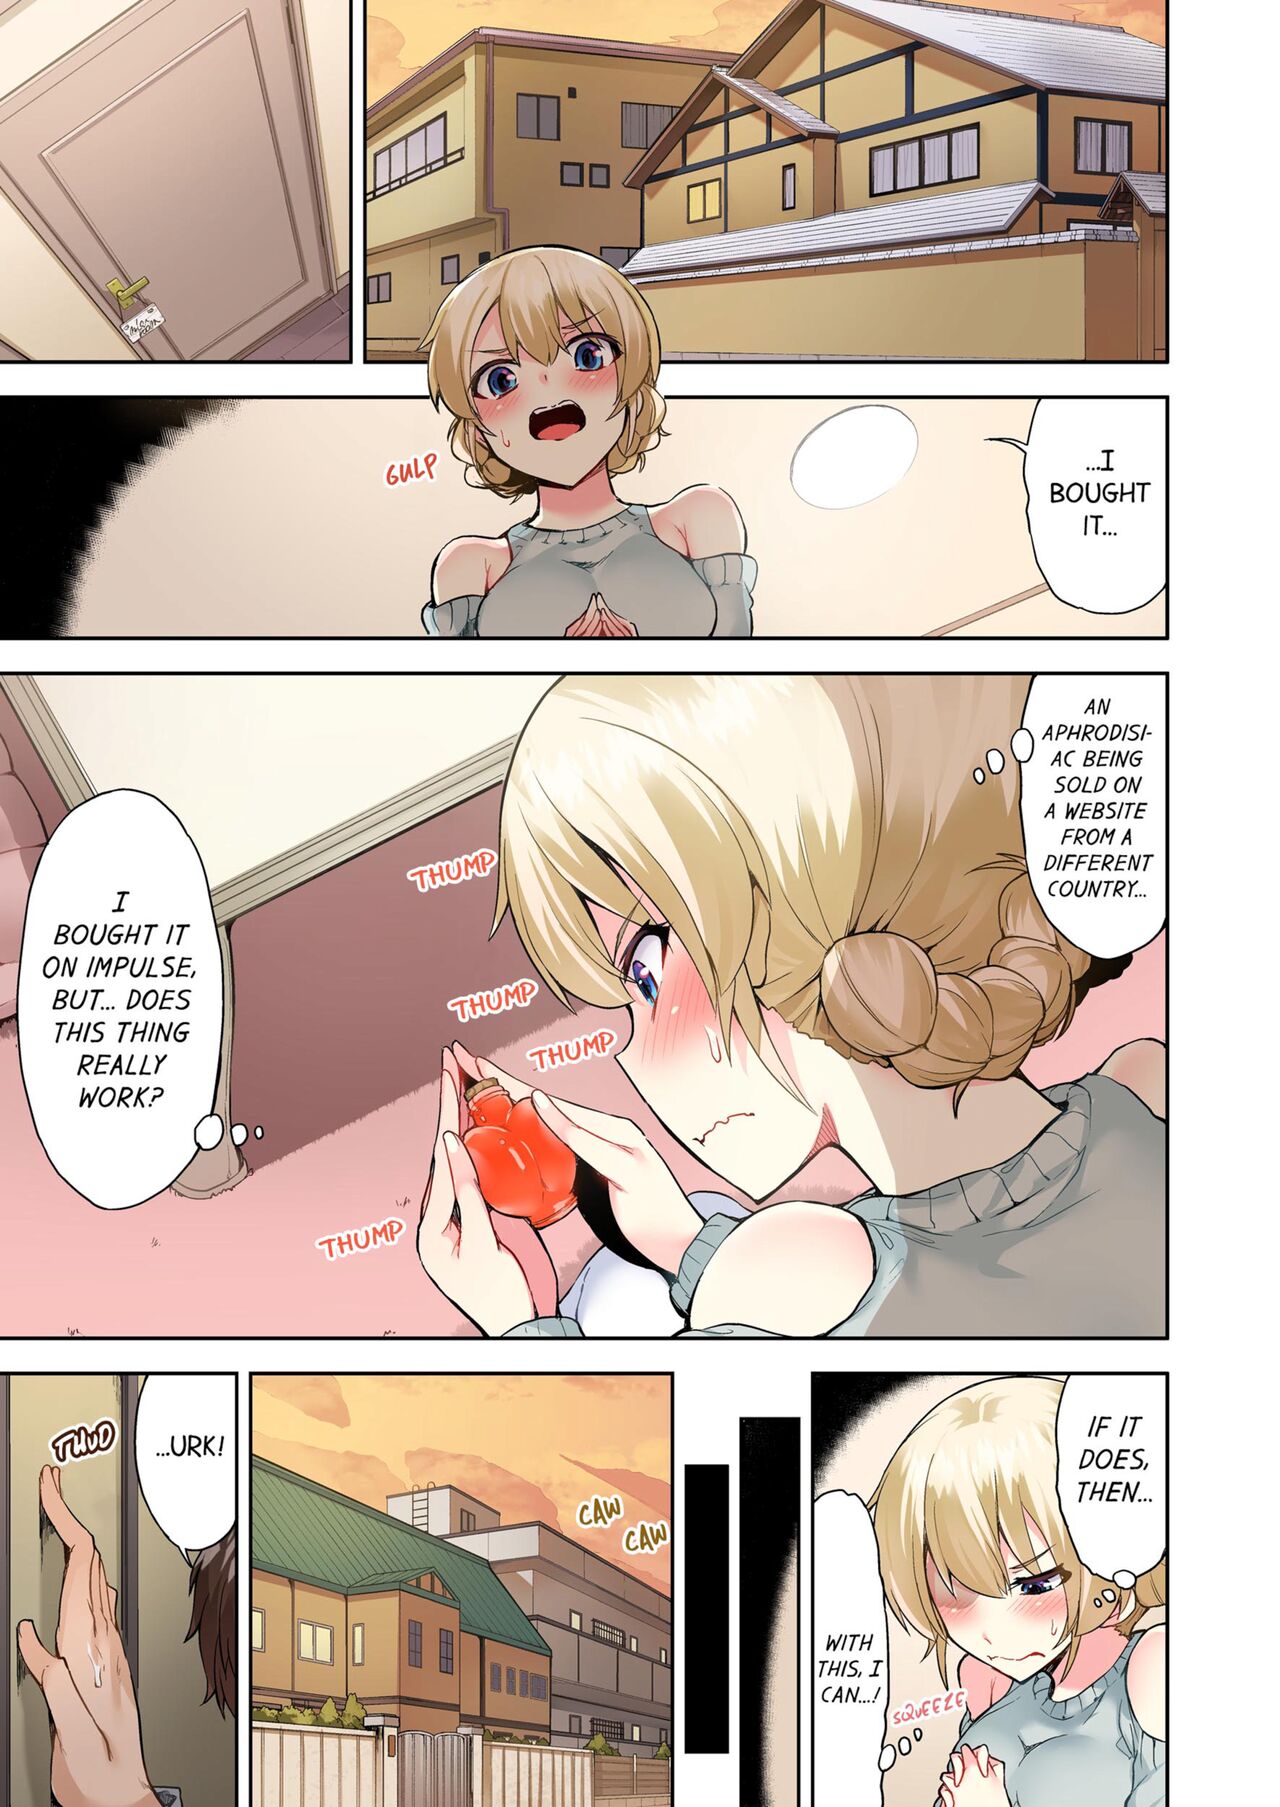 ...I
BOUGHT
IT...
GULP
AN
APHRODISI-
AC BEING
SOLD ON
A WEBSITE
FROM A
DIFFERENT
COUNTRY...
THUMP
THUMP
THUMP
THUMP
I
BOUGHT IT
ON IMPULSE,
BUT... DOES
THIS THING
REALLY
WORK?
IF IT
DOES,
THEN...
WITH
THIS, I
CAN...!
SQUEEZE
CAW
CAW
...URK!
THUD